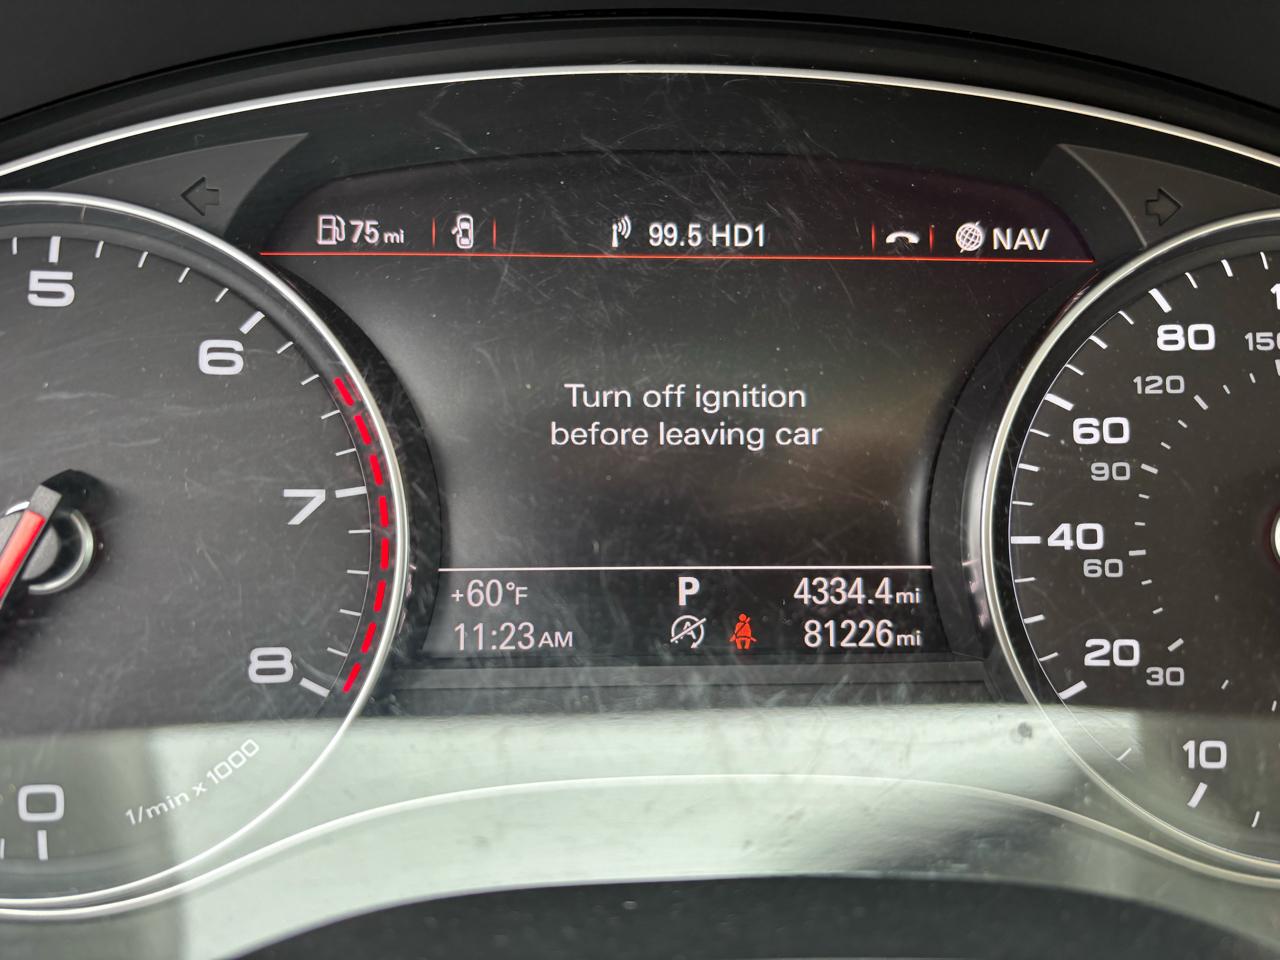 75 mi
99.5 HD1
NAV
Turn off ignition
before leaving car
+60°F
P
4334.4 mi
11:23 AM
A
81226 mi
5
6
7
8
0
1/min x 1000
80
120
60
90
40
60
20
30
10